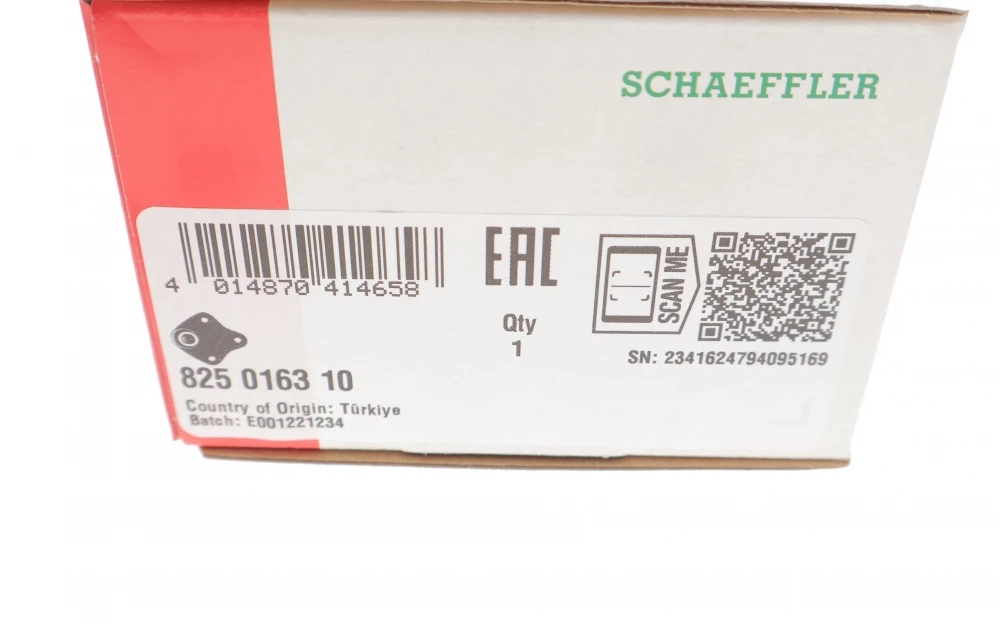 SCHAEFFLER
4 014870 414658
EAC
SCAN ME
Qty
1
SN: 2341624794095169
825 0163 10
Country of Origin: Türkiye
Batch: E001221234